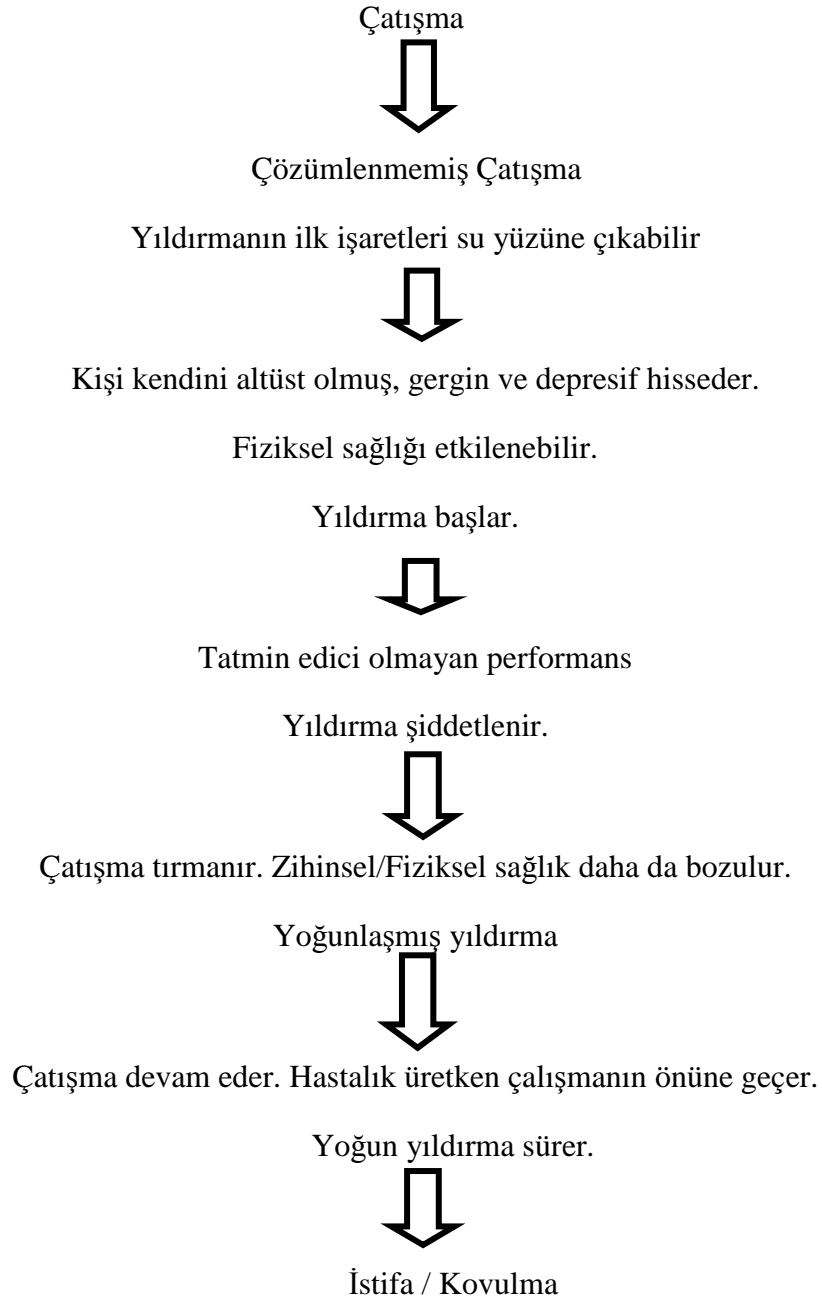 Çatışma
Çözümlenmemiş Çatışma
Yıldırmanın ilk işaretleri su yüzüne çıkabilir
Kişi kendini altüst olmuş, gergin ve depresif hisseder.
Fiziksel sağlığı etkilenebilir.
Yıldırma başlar.
Tatmin edici olmayan performans
Yıldırma şiddetlenir.
Çatışma tırmanır. Zihinsel/Fiziksel sağlık daha da bozulur.
Yoğunlaşmış yıldırma
Çatışma devam eder. Hastalık üretken çalışmanın önüne geçer.
Yoğun yıldırma sürer.
İstifa / Kovulma